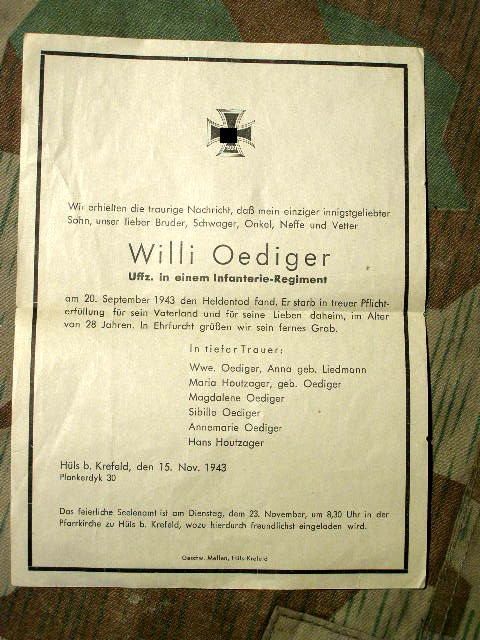 Wir erhielten die traurige Nachricht, daß mein einziger innigstgeliebter
Sohn, unser lieber Bruder, Schwager, Onkel, Neffe und Vetter
Willi Oediger
Uffz. in einem Infanterie-Regiment
am 20. September 1943 den Heldentod fand. Er starb in treuer Pflicht-
erfüllung für sein Vaterland und für seine Lieben daheim, im Alter
von 28 Jahren. In Ehrfurcht grüßen wir sein fernes Grab.
In tiefer Trauer:
Wwe. Oediger, Anna geb. Liedmann
Maria Houtzager, geb. Oediger
Magdalene Oediger
Sibille Oediger
Annemarie Oediger
Hans Houtzager
Hüls b. Krefeld, den 15. Nov. 1943
Plankerdyk 30
Das feierliche Seelenamt ist am Dienstag, dem 23. November, um 8,30 Uhr in der
Pfarrkirche zu Hüls b. Krefeld, wozu hierdurch freundlichst eingeladen wird.
Geschw. Mellen, Hüls-Krefeld